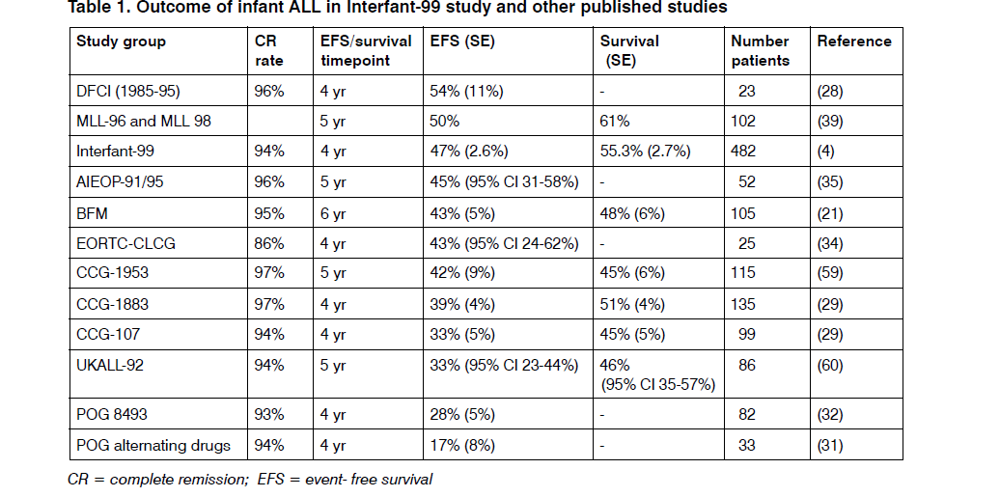 Table 1. Outcome of infant ALL in Interfant-99 study and other published studies
Study group CR rate EFS/survival timepoint EFS (SE) Survival (SE) Number patients Reference
DFCI (1985-95) 96% 4 yr 54% (11%) - 23 (28)
MLL-96 and MLL 98 5 yr 50% 61% 102 (39)
Interfant-99 94% 4 yr 47% (2.6%) 55.3% (2.7%) 482 (4)
AIEOP-91/95 96% 5 yr 45% (95% CI 31-58%) - 52 (35)
BFM 95% 6 yr 43% (5%) 48% (6%) 105 (21)
EORTC-CLCG 86% 4 yr 43% (95% CI 24-62%) - 25 (34)
CCG-1953 97% 5 yr 42% (9%) 45% (6%) 115 (59)
CCG-1883 97% 4 yr 39% (4%) 51% (4%) 135 (29)
CCG-107 94% 4 yr 33% (5%) 45% (5%) 99 (29)
UKALL-92 94% 5 yr 33% (95% CI 23-44%) 46% (95% CI 35-57%) 86 (60)
POG 8493 93% 4 yr 28% (5%) - 82 (32)
POG alternating drugs 94% 4 yr 17% (8%) - 33 (31)
CR = complete remission; EFS = event- free survival